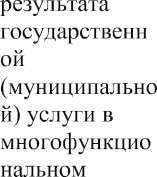 результата
государственн
ой
(муниципально
й) услуги в
многофункцио
нальном